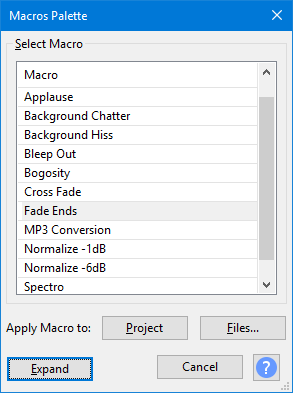 Macros Palette
Select Macro
Macro
Applause
Background Chatter
Background Hiss
Bleep Out
Bogosity
Cross Fade
Fade Ends
MP3 Conversion
Normalize -1dB
Normalize -6dB
Spectro
Apply Macro to: Project Files...
Expand Cancel ?